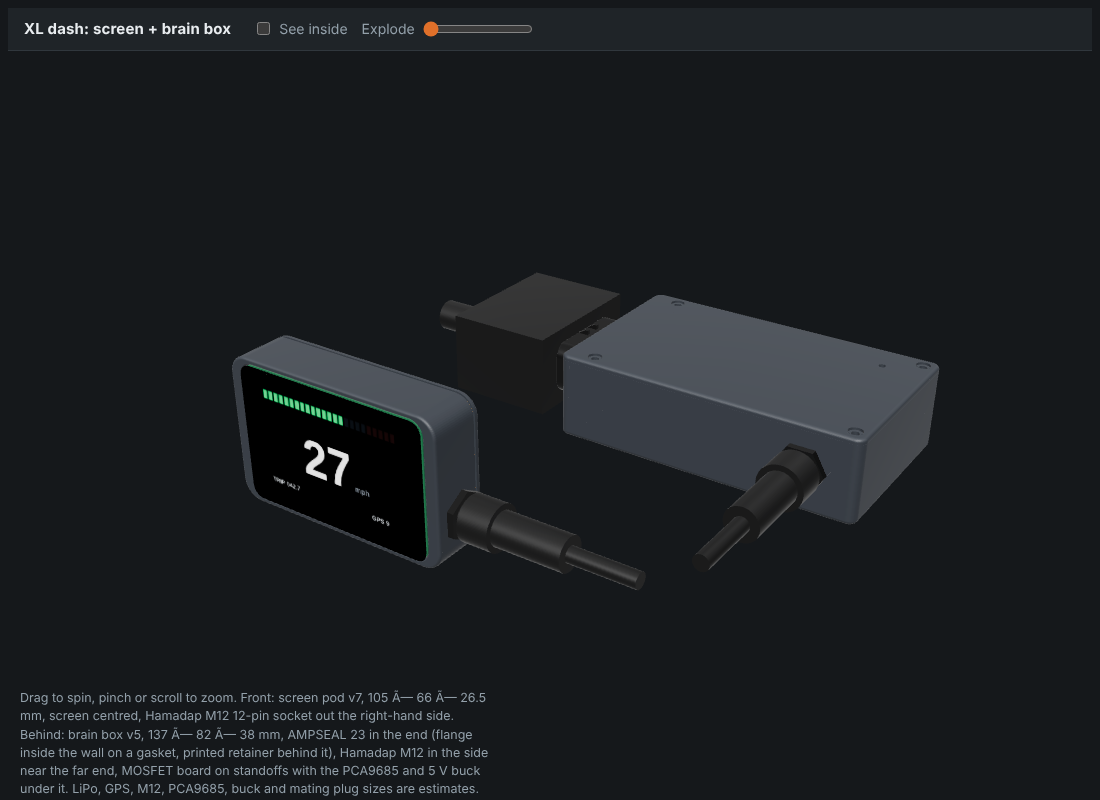 XL dash: screen + brain box See inside Explode
27
mph
TRIP 142.7
GPS 9
Drag to spin, pinch or scroll to zoom. Front: screen pod v7, 105 Ã— 66 Ã— 26.5
mm, screen centred, Hamadap M12 12-pin socket out the right-hand side.
Behind: brain box v5, 137 Ã— 82 Ã— 38 mm, AMPSEAL 23 in the end (flange
inside the wall on a gasket, printed retainer behind it), Hamadap M12 in the side
near the far end, MOSFET board on standoffs with the PCA9685 and 5 V buck
under it. LiPo, GPS, M12, PCA9685, buck and mating plug sizes are estimates.